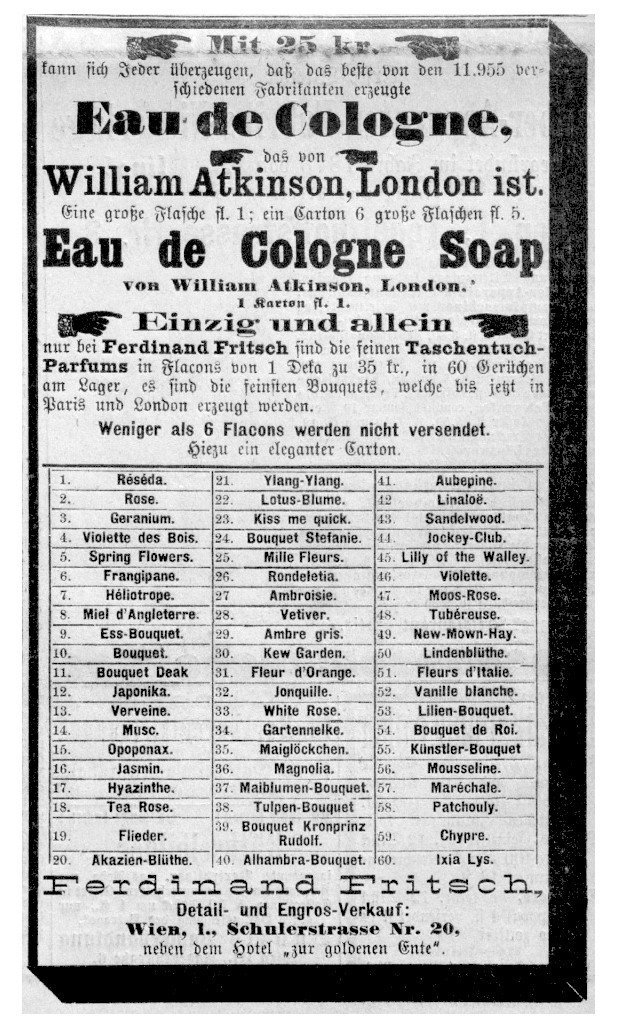 Mit 25 kr.
kann sich Jeder überzeugen, daß das beste von den 11.955 ver-
schiedenen Fabrikanten erzeugte
Eau de Cologne,
das von
William Atkinson, London ist.
Eine große Flasche fl. 1; ein Carton 6 große Flaschen fl. 5.
Eau de Cologne Soap
von William Atkinson, London.
1 Karton fl. 1.
Einzig und allein
nur bei Ferdinand Fritsch sind die feinen Taschentuch-
Parfums in Flacons von 1 Deka zu 35 kr., in 60 Gerüchen
am Lager, es sind die feinsten Bouquets, welche bis jetzt in
Paris und London erzeugt werden.
Weniger als 6 Flacons werden nicht versendet.
Hiezu ein eleganter Carton.
1. Réséda. 21. Ylang-Ylang. 41. Aubepine.
2. Rose. 22. Lotus-Blume. 42 Linaloë.
3. Geranium. 23. Kiss me quick. 43. Sandelwood.
4. Violette des Bois. 24. Bouquet Stefanie. 44. Jockey-Club.
5. Spring Flowers. 25. Mille Fleurs. 45. Lilly of the Walley.
6. Frangipane. 26. Rondeletia. 46. Violette.
7. Héliotrope. 27 Ambroisie. 47. Moos-Rose.
8. Miel d'Angleterre. 28. Vetiver. 48. Tubéreuse.
9. Ess-Bouquet. 29. Ambre gris. 49. New-Mown-Hay.
10. Bouquet. 30. Kew Garden. 50 Lindenblüthe.
11. Bouquet Deak 31. Fleur d'Orange. 51. Fleurs d'Italie.
12. Japonika. 32. Jonquille. 52. Vanille blanche.
13. Verveine. 33. White Rose. 53. Lilien-Bouquet.
14. Musc. 34. Gartennelke. 54. Bouquet de Roi.
15. Opoponax. 35. Maiglöckchen. 55. Künstler-Bouquet
16. Jasmin. 36. Magnolia. 56. Mousseline.
17. Hyazinthe. 37. Maiblumen-Bouquet. 57. Maréchale.
18. Tea Rose. 38. Tulpen-Bouquet 58. Patchouly.
19. Flieder. 39. Bouquet Kronprinz Rudolf. 59. Chypre.
20. Akazien-Blüthe. 40. Alhambra-Bouquet. 60. Ixia Lys.
Ferdinand Fritsch,
Detail- und Engros-Verkauf:
Wien, I., Schulerstrasse Nr. 20,
neben dem Hotel „zur goldenen Ente".